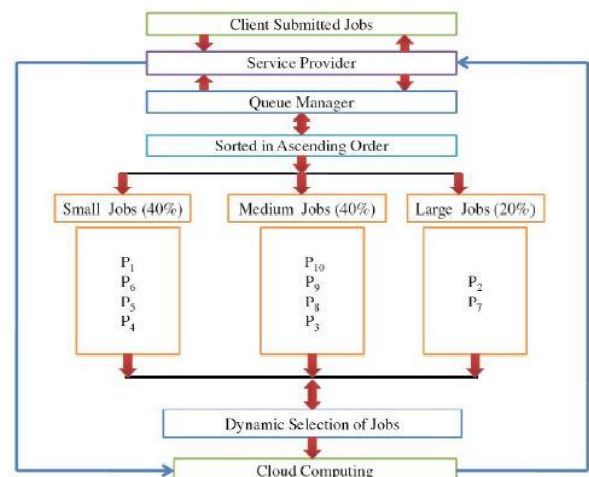 Client Submitted Jobs
Service Provider
Queue Manager
Sorted in Ascending Order
Small Jobs (40%)
Medium Jobs (40%)
Large Jobs (20%)
P1
P6
P5
P4
P10
P9
P8
P3
P2
P7
Dynamic Selection of Jobs
Cloud Computing